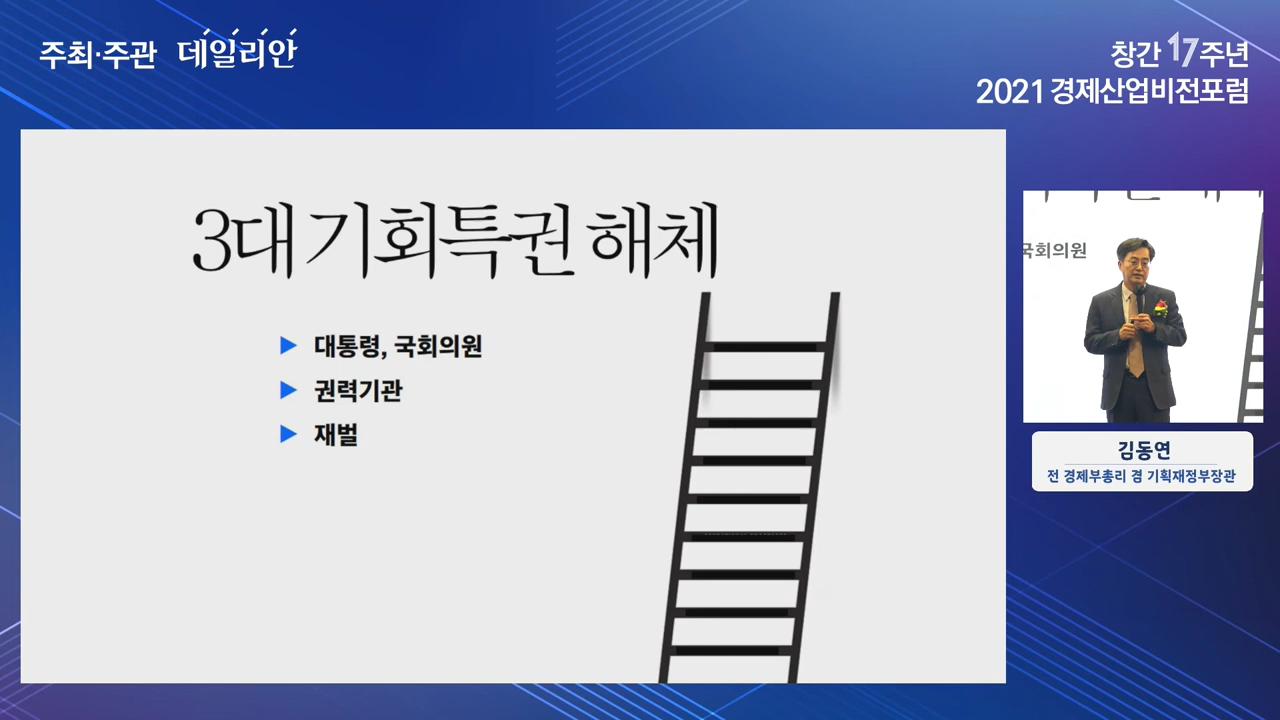 주최·주관 데일리안
창간 17주년
2021 경제산업비전포럼
3대 기회특권 해체
▶ 대통령, 국회의원
▶ 권력기관
▶ 재벌
국회의원
김동연
전 경제부총리 겸 기획재정부장관